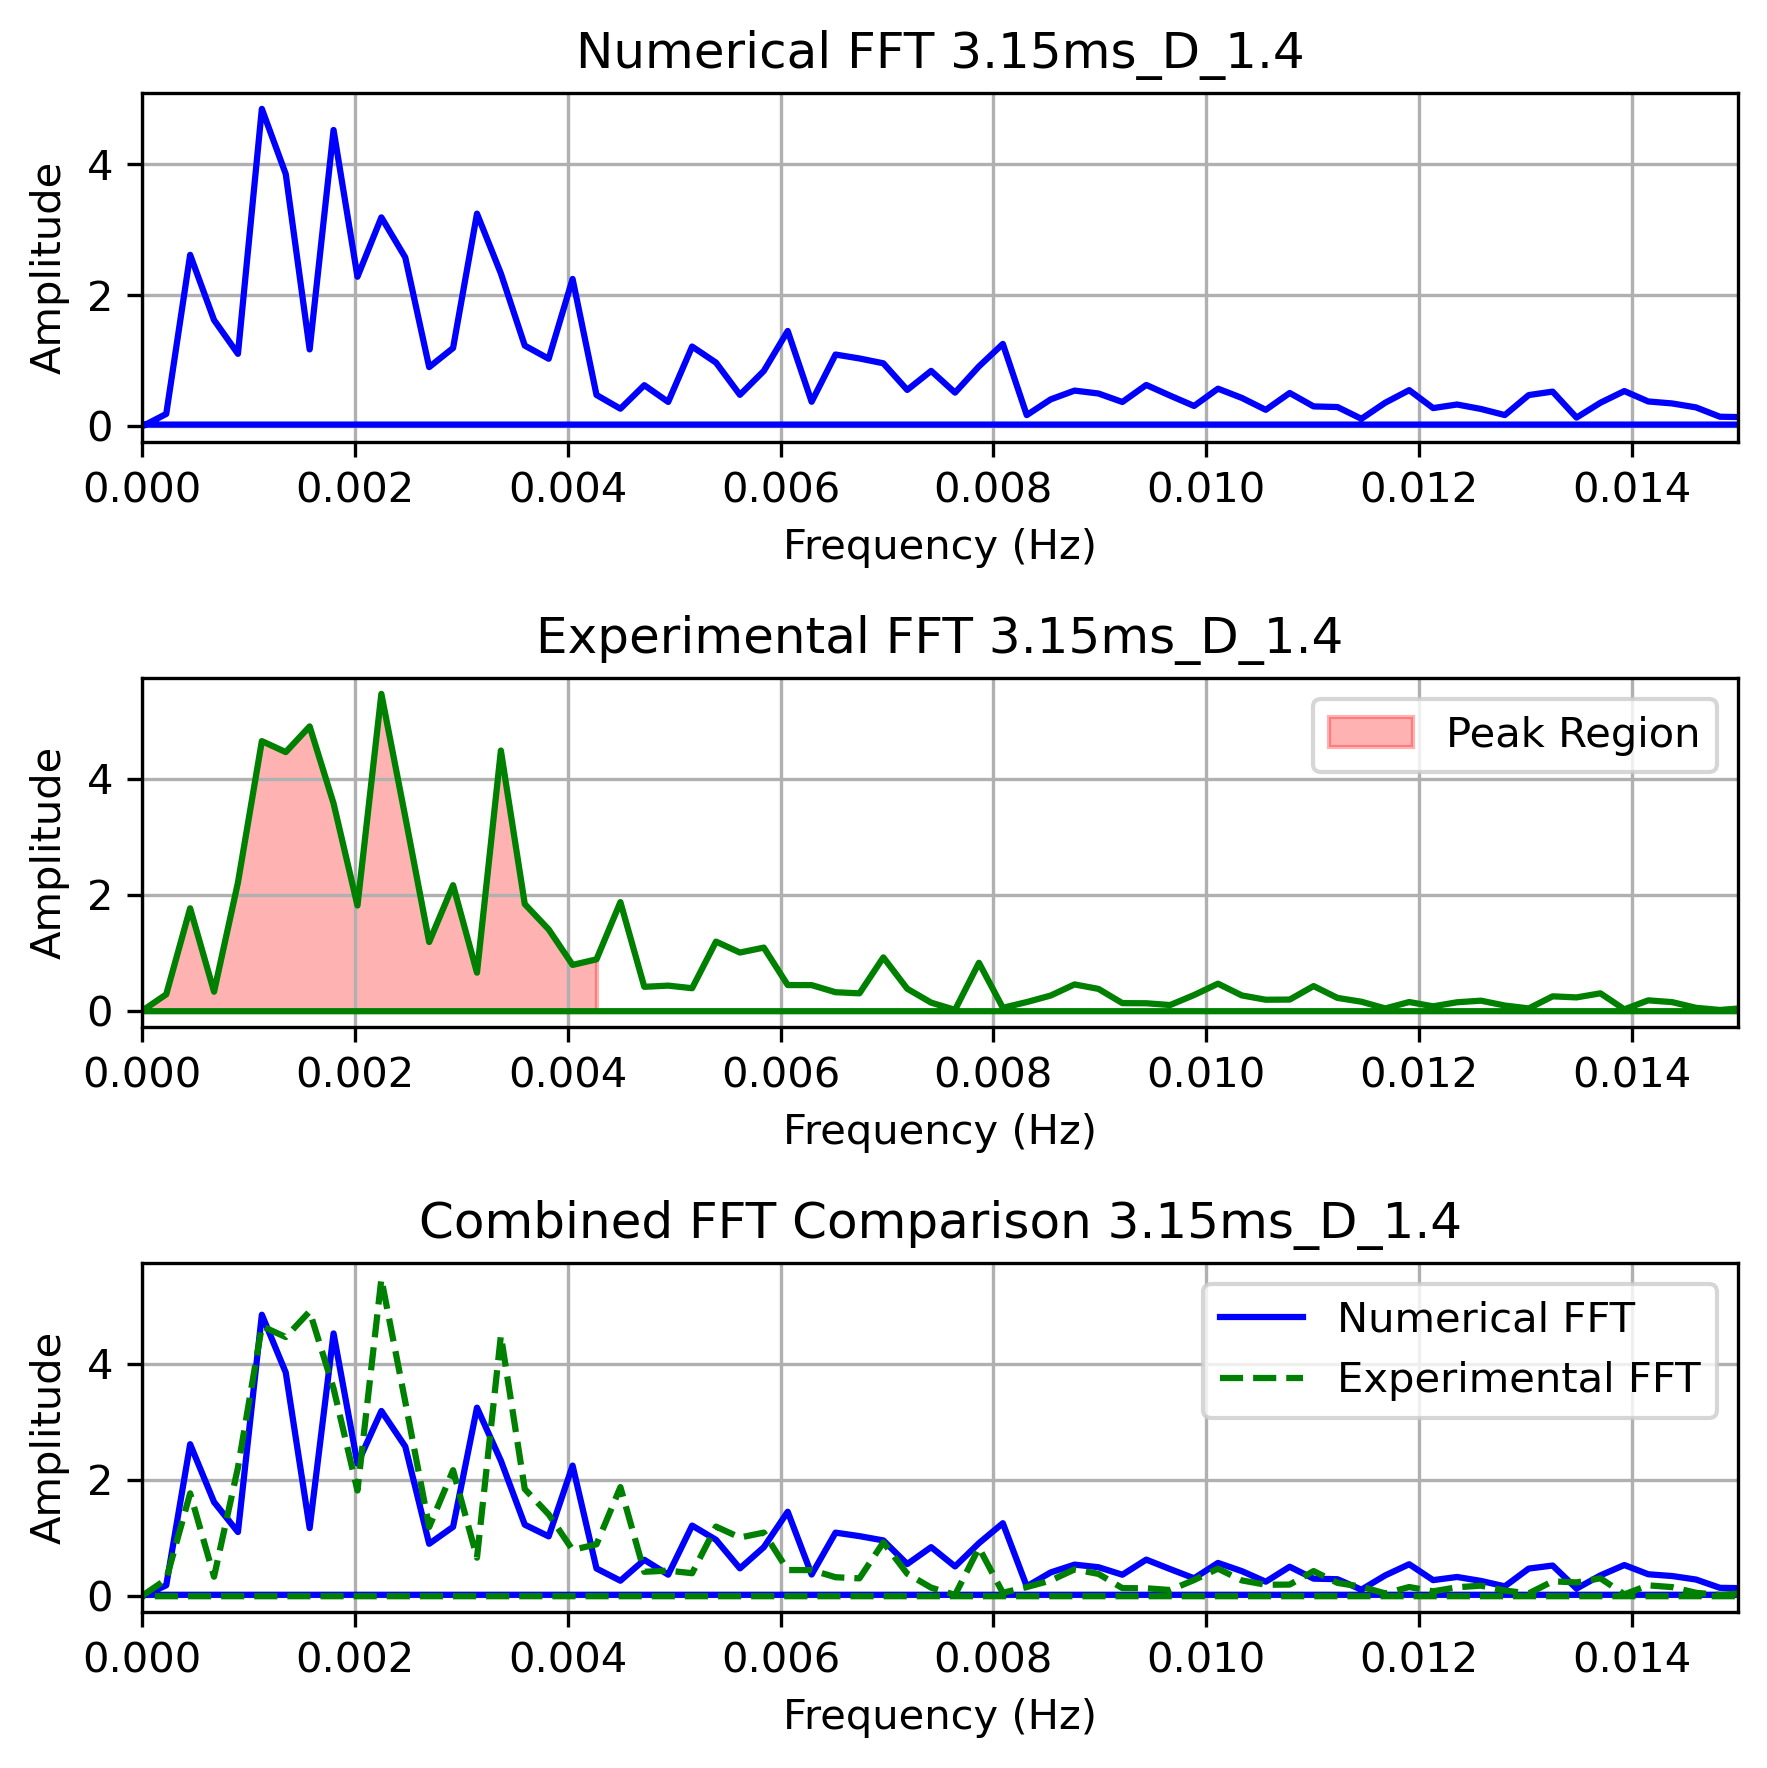 Numerical FFT 3.15ms_D_1.4
Amplitude
4
2
0
0.000 0.002 0.004 0.006 0.008 0.010 0.012 0.014
Frequency (Hz)
Experimental FFT 3.15ms_D_1.4
Peak Region
Amplitude
4
2
0
0.000 0.002 0.004 0.006 0.008 0.010 0.012 0.014
Frequency (Hz)
Combined FFT Comparison 3.15ms_D_1.4
Numerical FFT
Experimental FFT
Amplitude
4
2
0
0.000 0.002 0.004 0.006 0.008 0.010 0.012 0.014
Frequency (Hz)